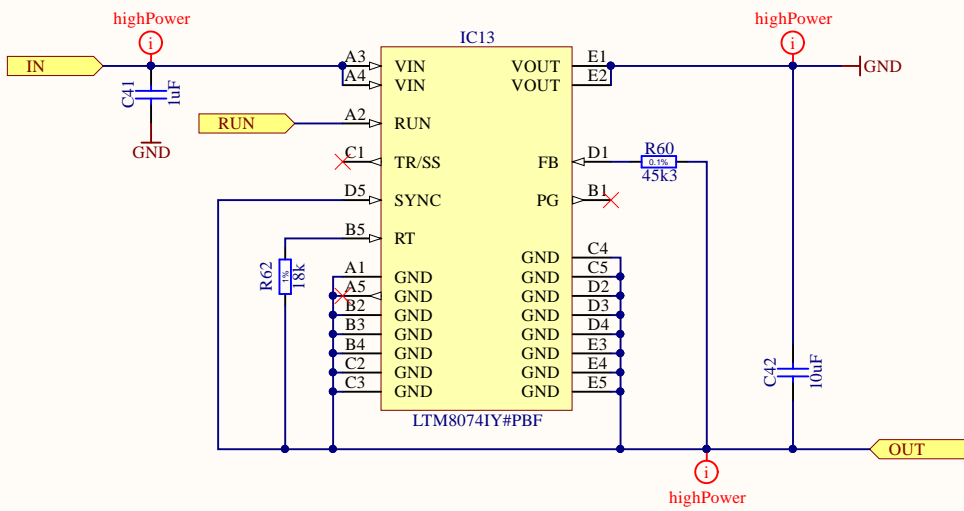 highPower
i
highPower
i
IC13
IN
A3 VIN VOUT E1
A4 VIN VOUT E2
GND
C41
1uF
GND
RUN
A2 RUN
C1 TR/SS FB D1
R60
0.1%
45k3
D5 SYNC PG B1
B5 RT
R62
1%
18k
GND C4
A1 GND GND C5
A5 GND GND D2
B2 GND GND D3
B3 GND GND D4
B4 GND GND E3
C2 GND GND E4
C3 GND GND E5
C42
10uF
LTM8074IY#PBF
OUT
i
highPower